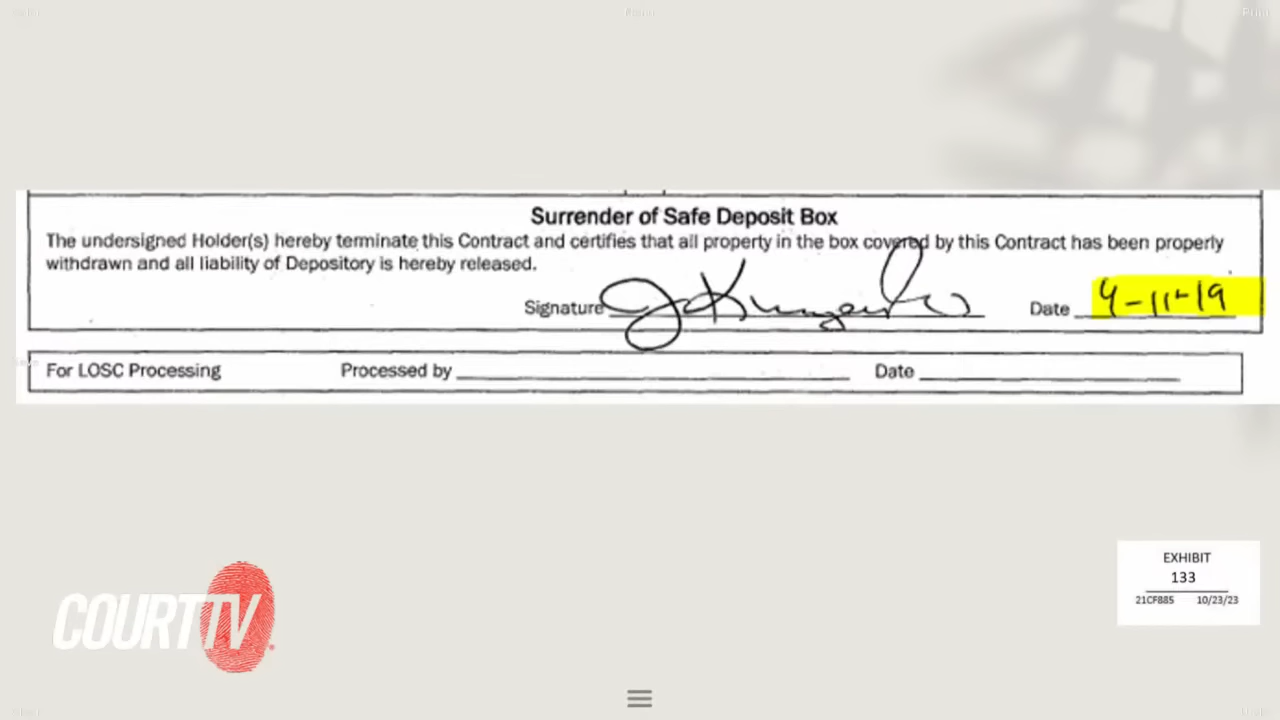 Print
Surrender of Safe Deposit Box
The undersigned Holder(s) hereby terminate this Contract and certifies that all property in the box covered by this Contract has been properly
withdrawn and all liability of Depository is hereby released.
Signature Date 4-11-19
For LOSC Processing Processed by Date
EXHIBIT
133
21CF885 10/23/23
COURT TV